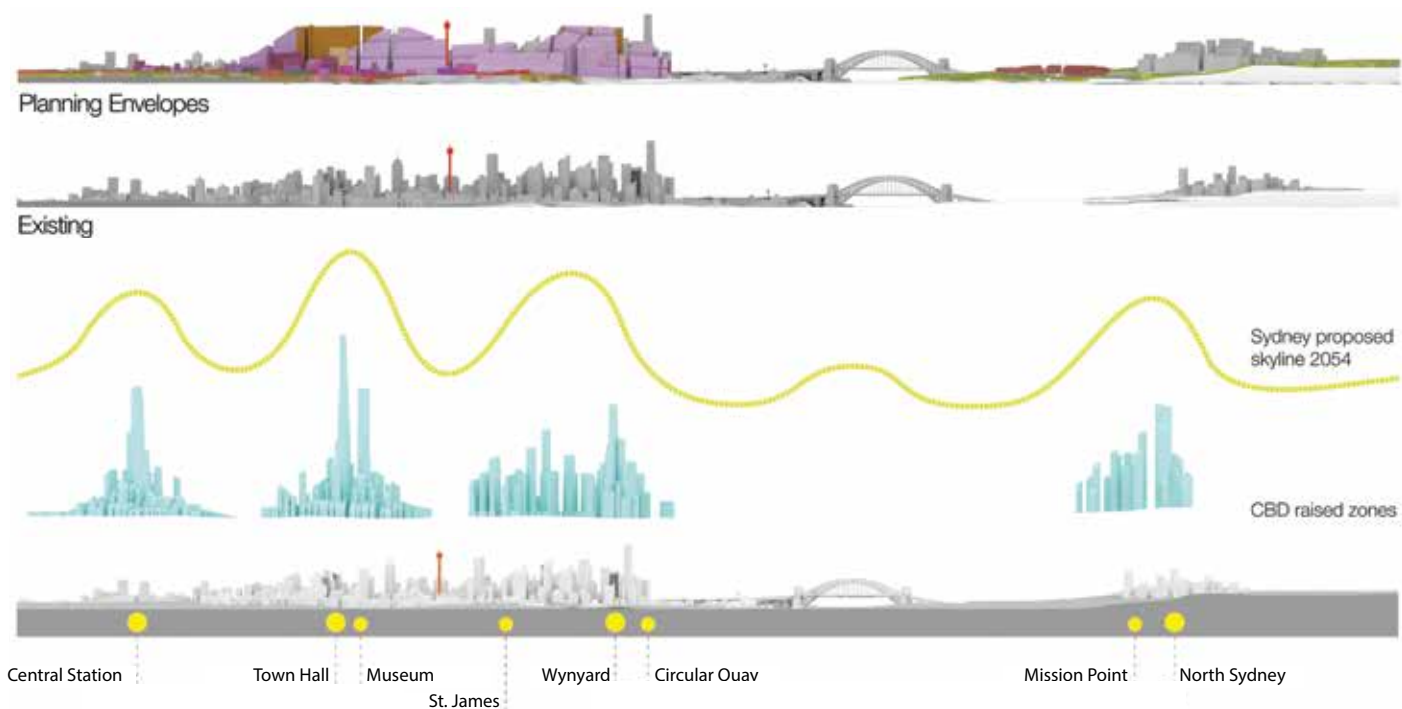 Planning Envelopes
Existing
Sydney proposed
skyline 2054
CBD raised zones
Central Station
Town Hall
Museum
St. James
Wynyard
Circular Ouav
Mission Point
North Sydney